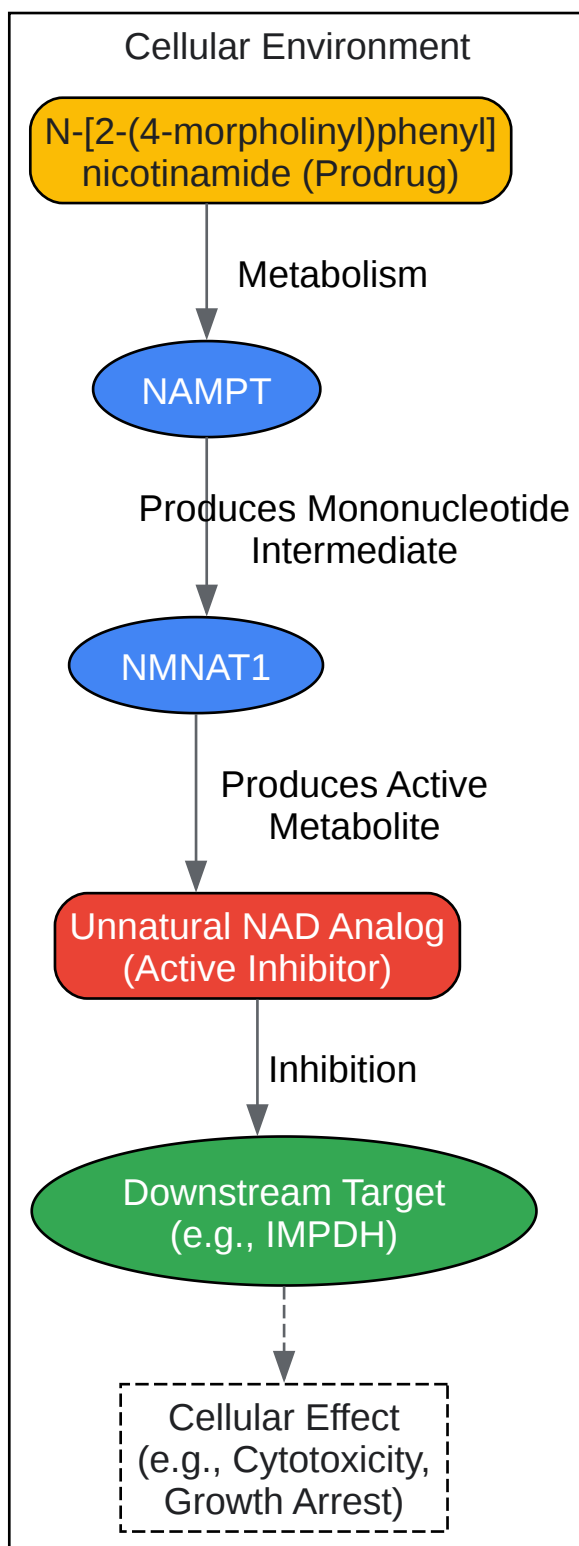 Cellular Environment
N-[2-(4-morpholinyl)phenyl]
nicotinamide (Prodrug)
Metabolism
NAMPT
Produces Mononucleotide
Intermediate
NMNAT1
Produces Active
Metabolite
Unnatural NAD Analog
(Active Inhibitor)
Inhibition
Downstream Target
(e.g., IMPDH)
Cellular Effect
(e.g., Cytotoxicity,
Growth Arrest)